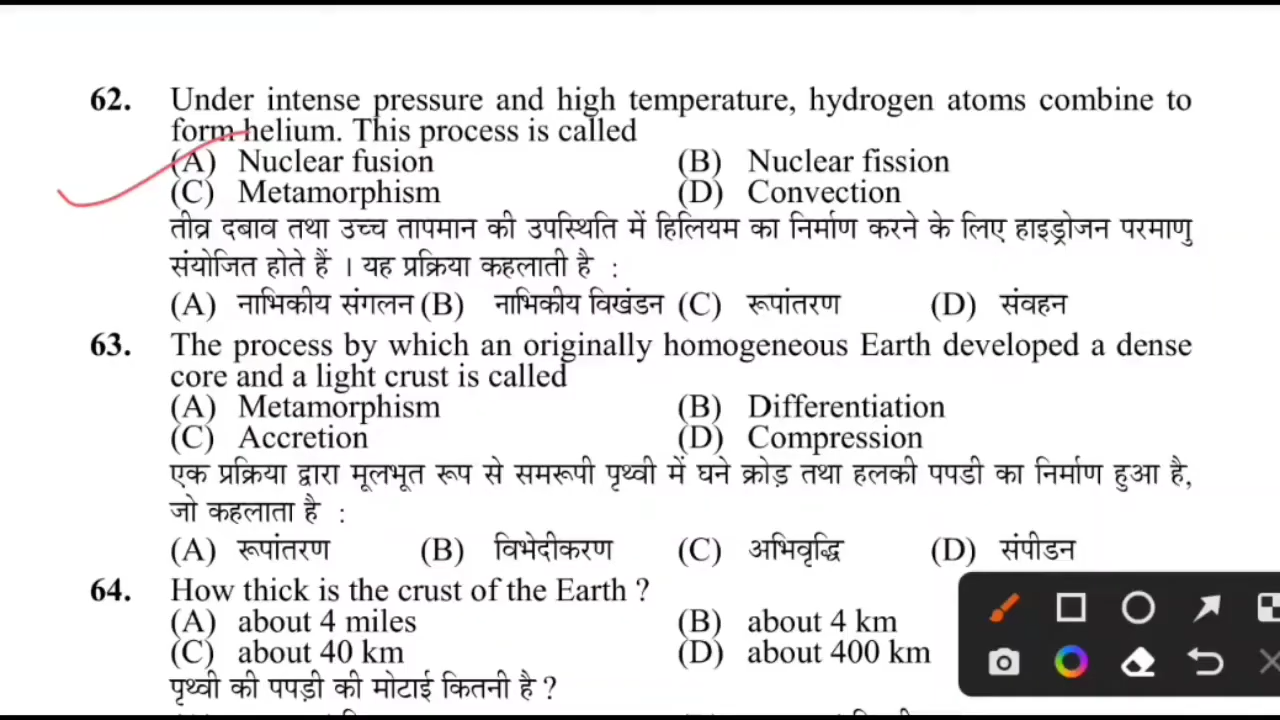 62. Under intense pressure and high temperature, hydrogen atoms combine to
form helium. This process is called
(A) Nuclear fusion (B) Nuclear fission
(C) Metamorphism (D) Convection
तीव्र दबाव तथा उच्च तापमान की उपस्थिति में हिलियम का निर्माण करने के लिए हाइड्रोजन परमाणु
संयोजित होते हैं । यह प्रक्रिया कहलाती है :
(A) नाभिकीय संगलन (B) नाभिकीय विखंडन (C) रूपांतरण (D) संवहन
63. The process by which an originally homogeneous Earth developed a dense
core and a light crust is called
(A) Metamorphism (B) Differentiation
(C) Accretion (D) Compression
एक प्रक्रिया द्वारा मूलभूत रूप से समरूपी पृथ्वी में घने क्रोड़ तथा हलकी पपडी का निर्माण हुआ है,
जो कहलाता है :
(A) रूपांतरण (B) विभेदीकरण (C) अभिवृद्धि (D) संपीडन
64. How thick is the crust of the Earth ?
(A) about 4 miles (B) about 4 km
(C) about 40 km (D) about 400 km
पृथ्वी की पपड़ी की मोटाई कितनी है ?